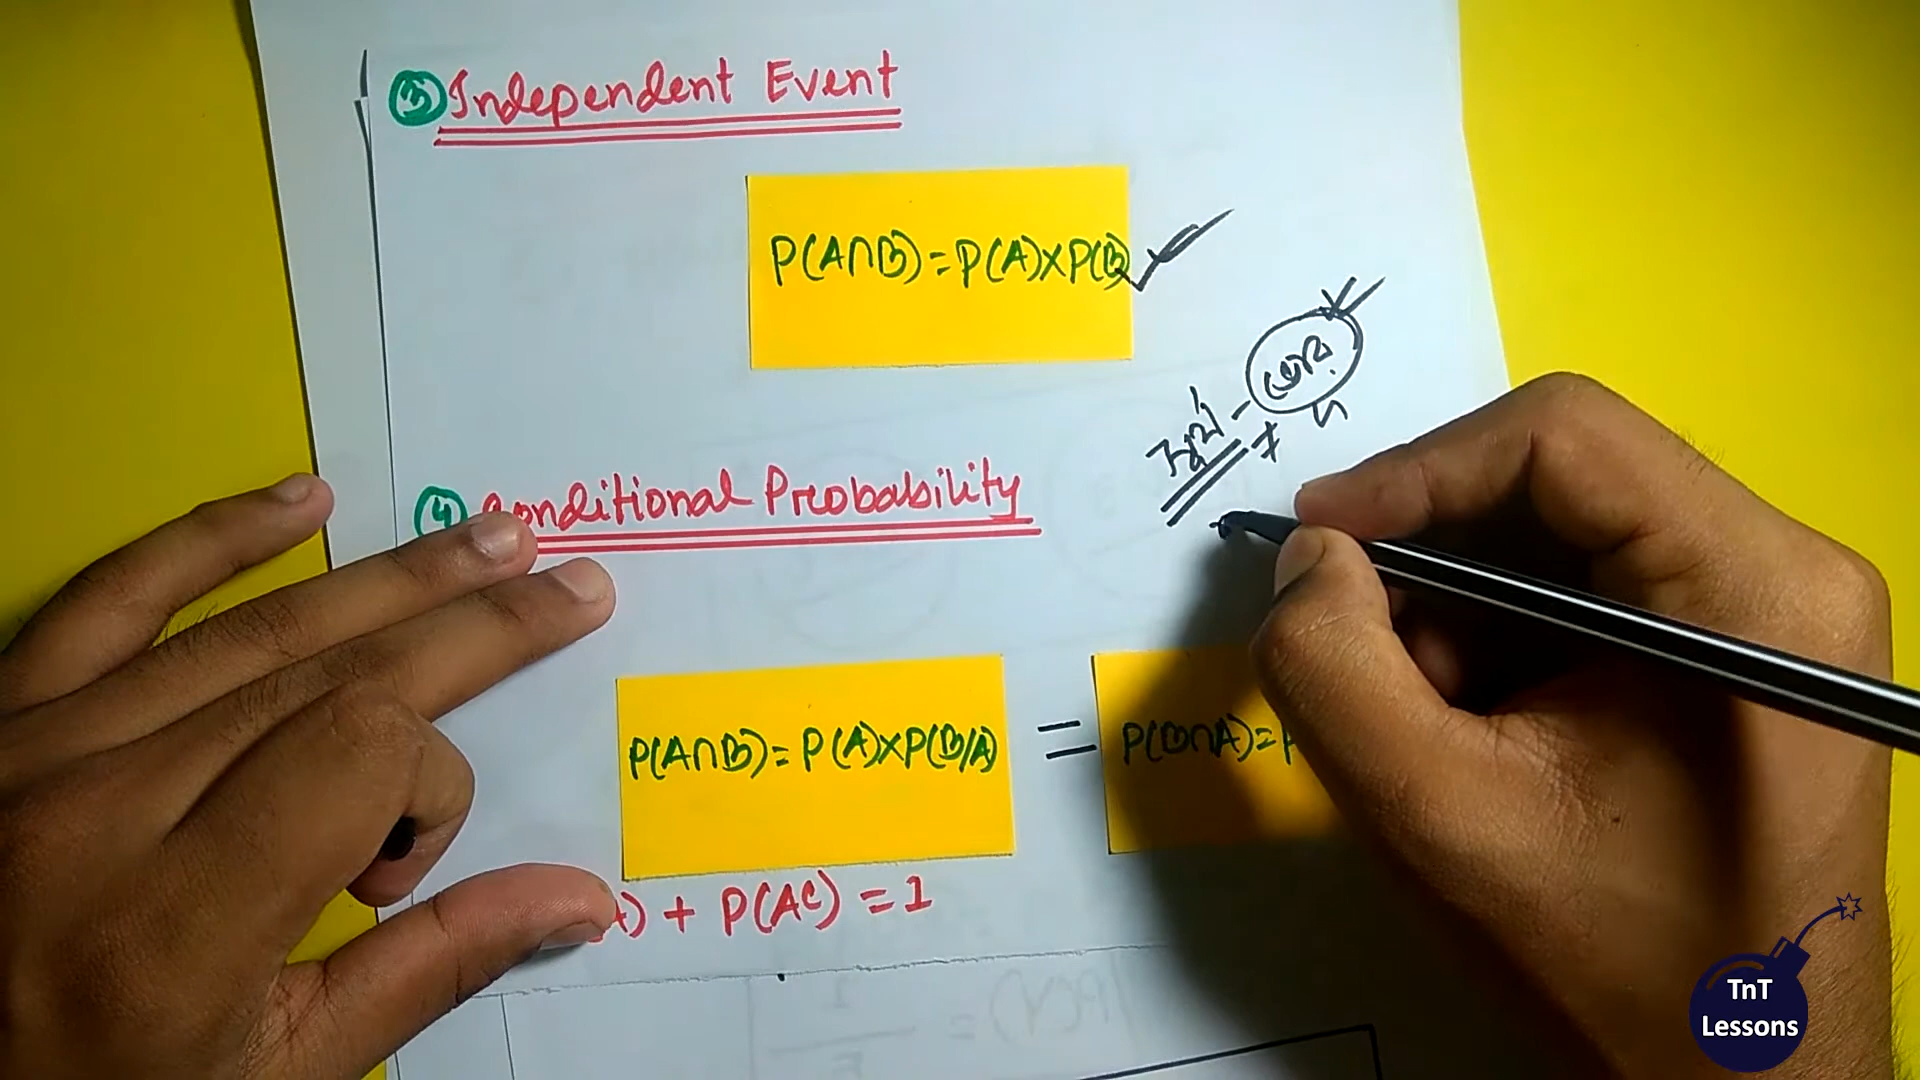 ③ Independent Event
P(A∩B)=P(A)×P(B)
④ Conditional Probability
P(A∩B)=P(A)×P(B/A)
=
P(B∩A)=P
A) + P(Aᶜ) = 1
TnT
Lessons